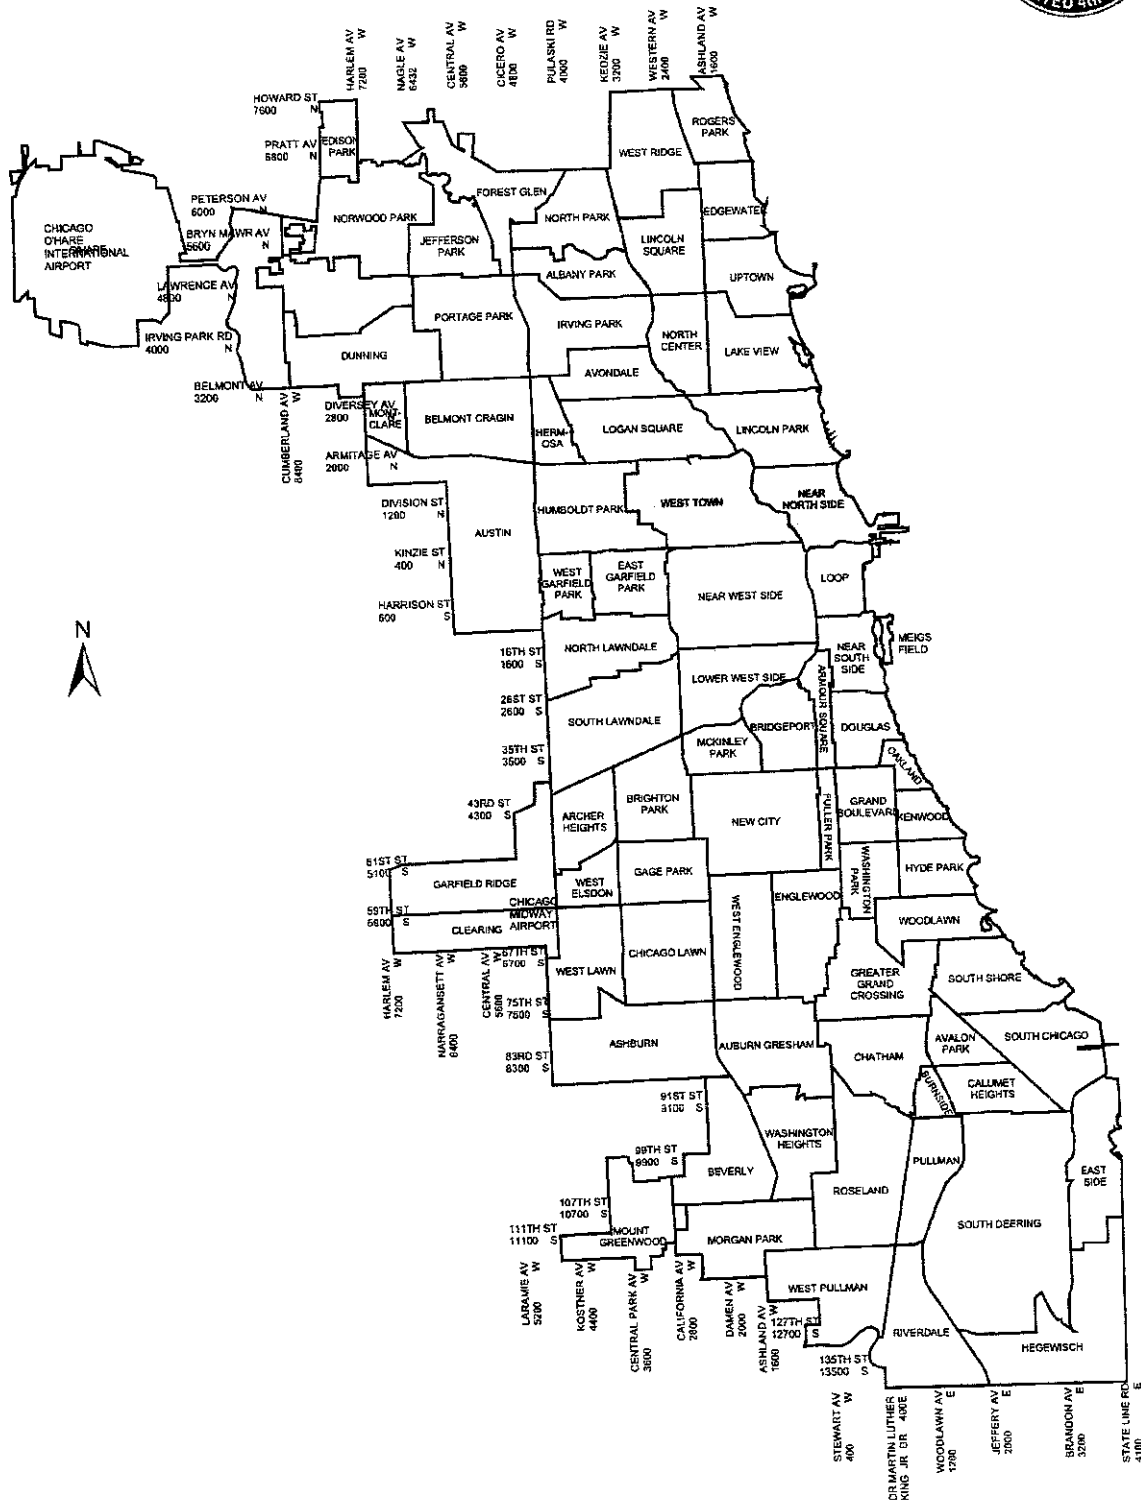 HARLEM AV W
7200
NAGLE AV W
6432
CENTRAL AV W
5600
CICERO AV W
4800
PULASKI RD W
4000
KEDZIE AV W
3200
WESTERN AV W
2400
ASHLAND AV W
1600
HOWARD ST
7600 N
PRATT AV
6800 N
PETERSON AV
6000 N
BRYN MAWR AV
5600 N
LAWRENCE AV
4800 N
IRVING PARK RD
4000 N
BELMONT AV
3200 N
CUMBERLAND AV W
8400
DIVERSEY AV
2800 N
ARMITAGE AV
2000 N
DIVISION ST
1200 N
KINZIE ST
400 N
HARRISON ST
600 S
16TH ST
1600 S
26ST ST
2600 S
35TH ST
3500 S
43RD ST
4300 S
51ST ST
5100 S
59TH ST
5900 S
67TH ST
6700 S
75TH ST
7500 S
83RD ST
8300 S
91ST ST
9100 S
99TH ST
9900 S
107TH ST
10700 S
111TH ST
11100 S
127TH ST
12700 S
135TH ST
13500 S
CHICAGO
O'HARE
INTERNATIONAL
AIRPORT
OHARE
EDISON
PARK
NORWOOD PARK
JEFFERSON
PARK
FOREST GLEN
NORTH PARK
WEST RIDGE
ROGERS
PARK
EDGEWATER
LINCOLN
SQUARE
ALBANY PARK
UPTOWN
PORTAGE PARK
IRVING PARK
NORTH
CENTER
LAKE VIEW
DUNNING
AVONDALE
MONT-
CLARE
BELMONT CRAGIN
HERM-
OSA
LOGAN SQUARE
LINCOLN PARK
AUSTIN
HUMBOLDT PARK
WEST TOWN
NEAR
NORTH SIDE
WEST
GARFIELD
PARK
EAST
GARFIELD
PARK
NEAR WEST SIDE
LOOP
NORTH LAWNDALE
LOWER WEST SIDE
NEAR
SOUTH
SIDE
MEIGS
FIELD
N
SOUTH LAWNDALE
MCKINLEY
PARK
BRIDGEPORT
ARMOUR SQUARE
DOUGLAS
OAKLAND
ARCHER
HEIGHTS
BRIGHTON
PARK
NEW CITY
FULLER PARK
GRAND
BOULEVARD
KENWOOD
GARFIELD RIDGE
WEST
ELSDON
GAGE PARK
WASHINGTON
PARK
HYDE PARK
CLEARING
CHICAGO
MIDWAY
AIRPORT
WEST LAWN
CHICAGO LAWN
WEST ENGLEWOOD
ENGLEWOOD
WOODLAWN
GREATER
GRAND
CROSSING
SOUTH SHORE
ASHBURN
AUBURN GRESHAM
CHATHAM
AVALON
PARK
SOUTH CHICAGO
BURNSIDE
CALUMET
HEIGHTS
WASHINGTON
HEIGHTS
BEVERLY
ROSELAND
PULLMAN
EAST
SIDE
SOUTH DEERING
MOUNT
GREENWOOD
MORGAN PARK
WEST PULLMAN
RIVERDALE
HEGEWISCH
HARLEM AV W
7200
NARRAGANSETT AV W
6400
CENTRAL AV W
5600
LARAMIE AV W
5200
KOSTNER AV W
4400
CENTRAL PARK AV W
3600
CALIFORNIA AV W
2800
DAMEN AV W
2000
ASHLAND AV W
1600
STEWART AV W
400
DR MARTIN LUTHER
KING JR DR 400E
WOODLAWN AV E
1200
JEFFERY AV E
2000
BRANDON AV E
3200
STATE LINE RD E
4100